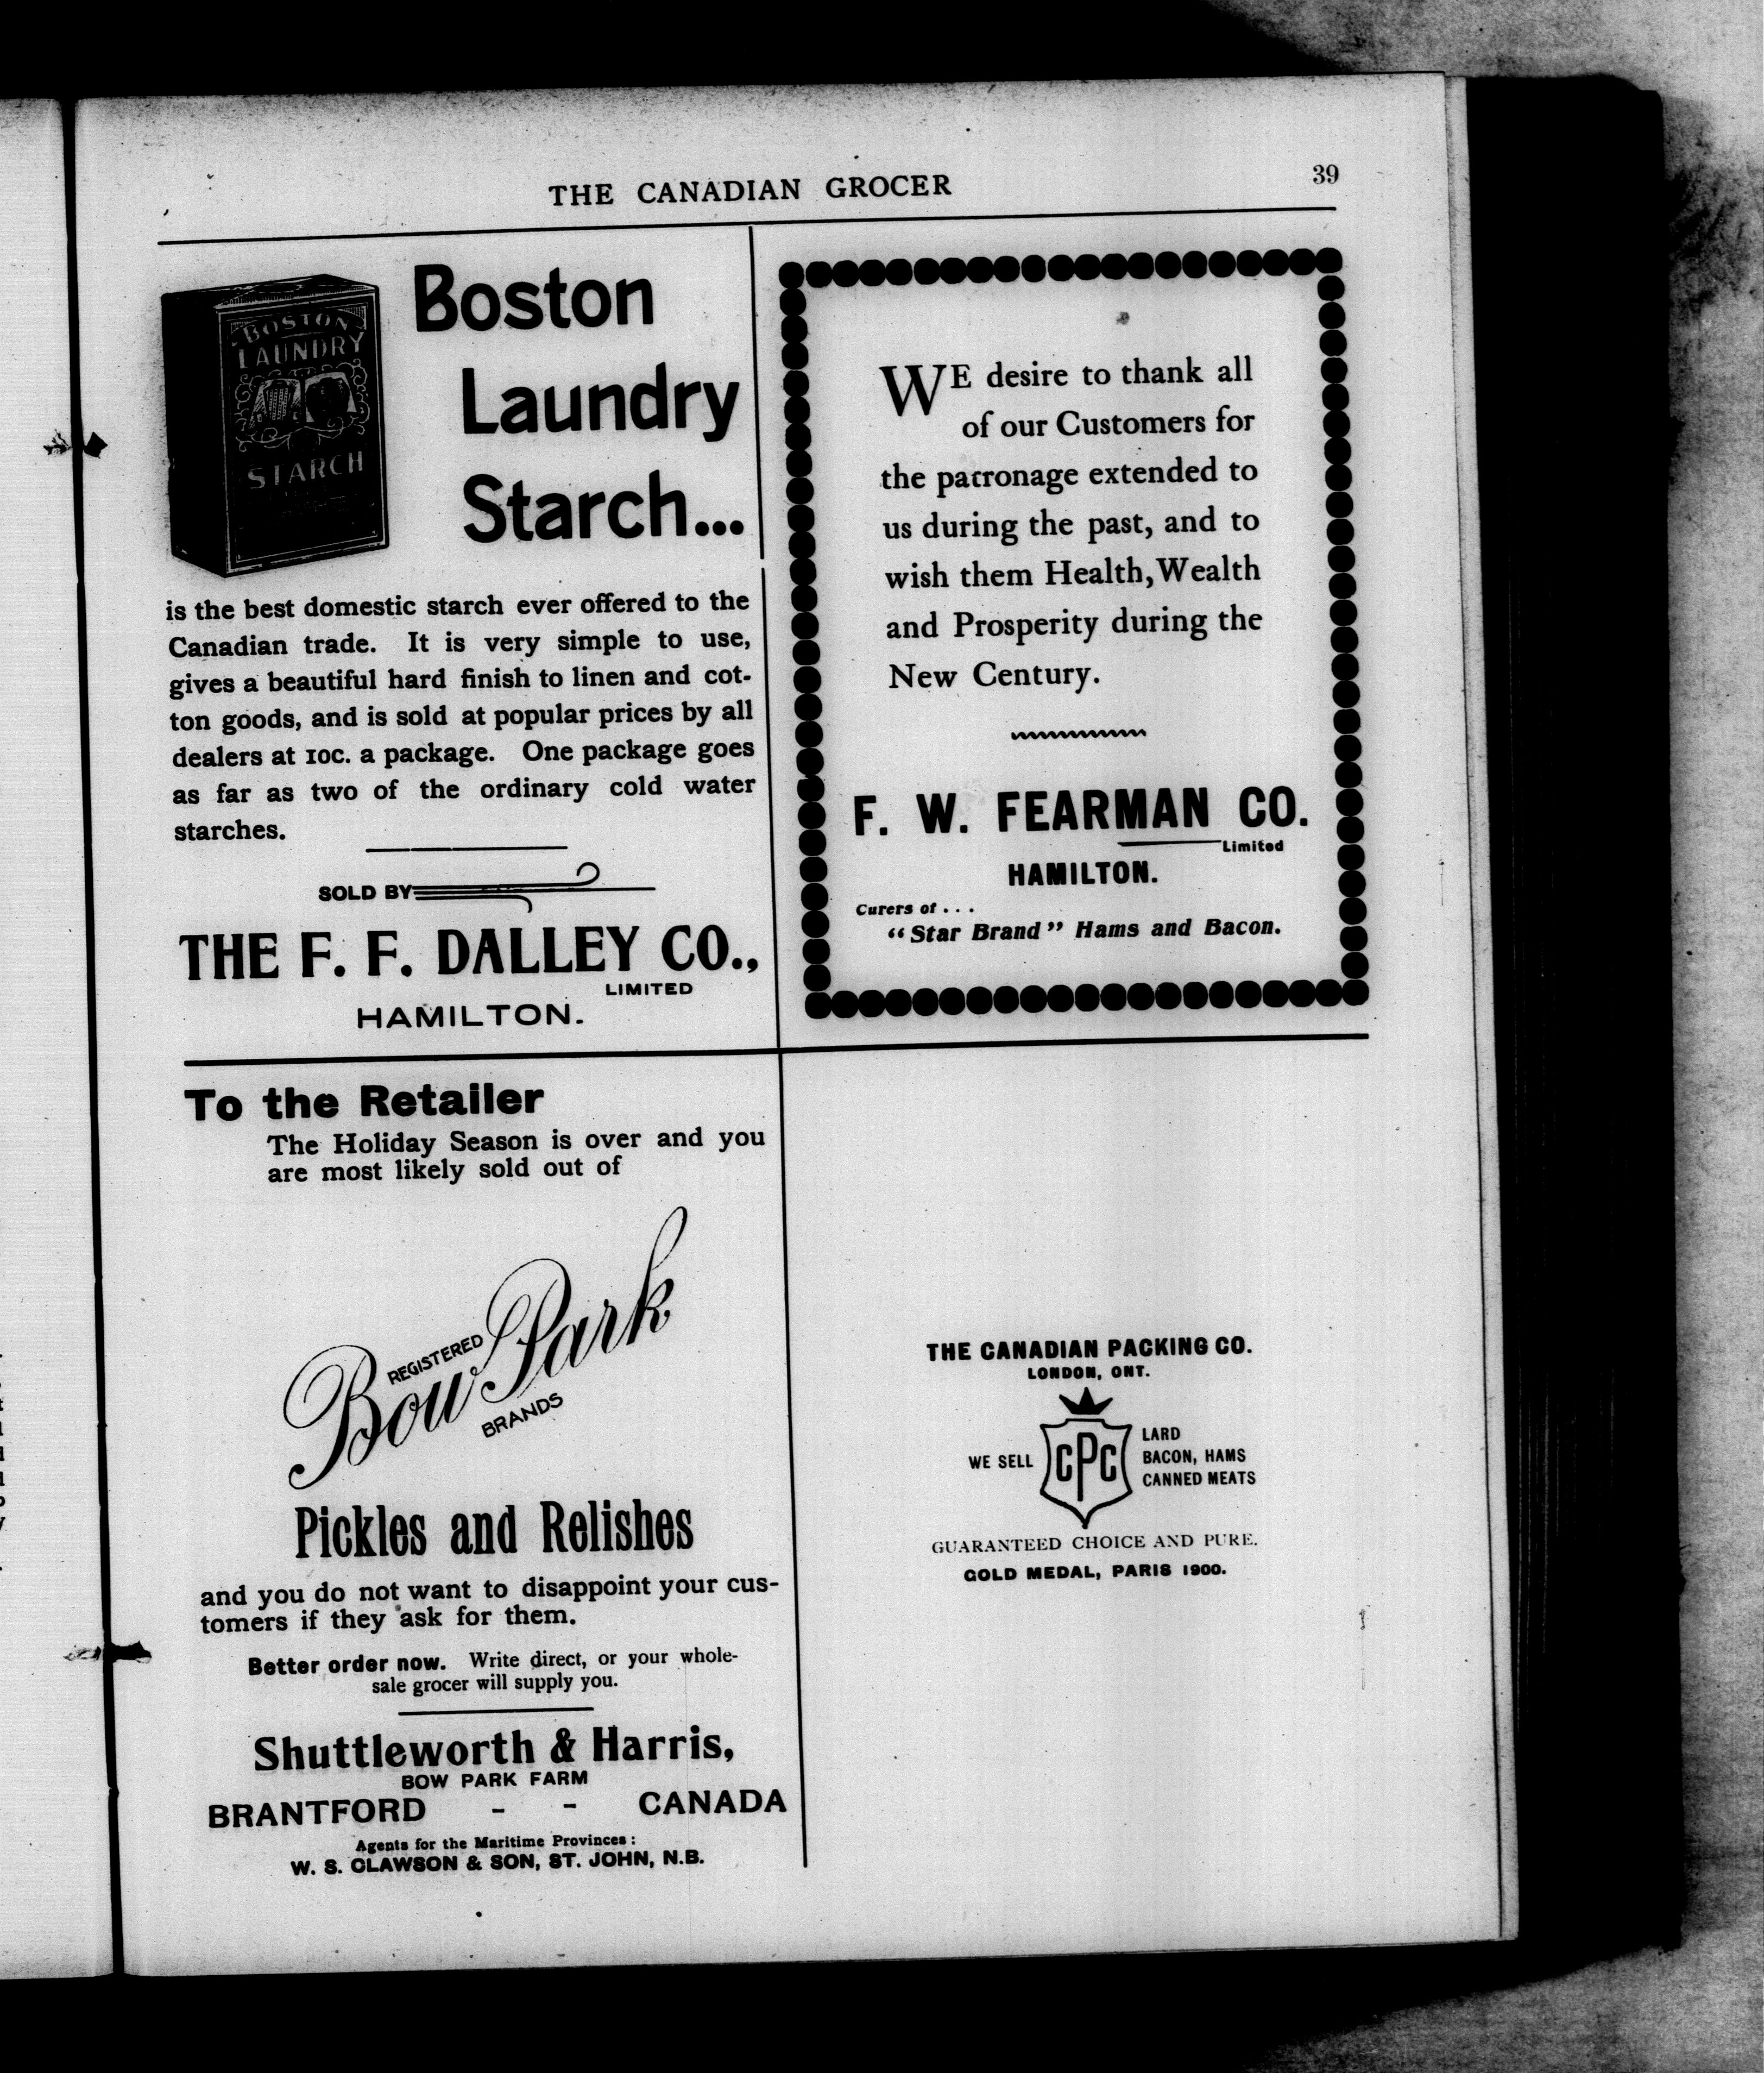 THE CANADIAN GROCER
39
BOSTON
LAUNDRY
STARCH
Boston
Laundry
Starch...
is the best domestic starch ever offered to the
Canadian trade. It is very simple to use,
gives a beautiful hard finish to linen and cot-
ton goods, and is sold at popular prices by all
dealers at 10c. a package. One package goes
as far as two of the ordinary cold water
starches.
SOLD BY
THE F. F. DALLEY CO.,
LIMITED
HAMILTON.
WE desire to thank all
of our Customers for
the patronage extended to
us during the past, and to
wish them Health, Wealth
and Prosperity during the
New Century.
F. W. FEARMAN CO.
Limited
HAMILTON.
Curers of . . .
"Star Brand" Hams and Bacon.
To the Retailer
The Holiday Season is over and you
are most likely sold out of
REGISTERED
Bow Park
BRANDS
Pickles and Relishes
and you do not want to disappoint your cus-
tomers if they ask for them.
Better order now. Write direct, or your whole-
sale grocer will supply you.
Shuttleworth & Harris,
BOW PARK FARM
BRANTFORD - - CANADA
Agents for the Maritime Provinces:
W. S. CLAWSON & SON, ST. JOHN, N.B.
THE CANADIAN PACKING CO.
LONDON, ONT.
WE SELL
CPC
LARD
BACON, HAMS
CANNED MEATS
GUARANTEED CHOICE AND PURE.
GOLD MEDAL, PARIS 1900.